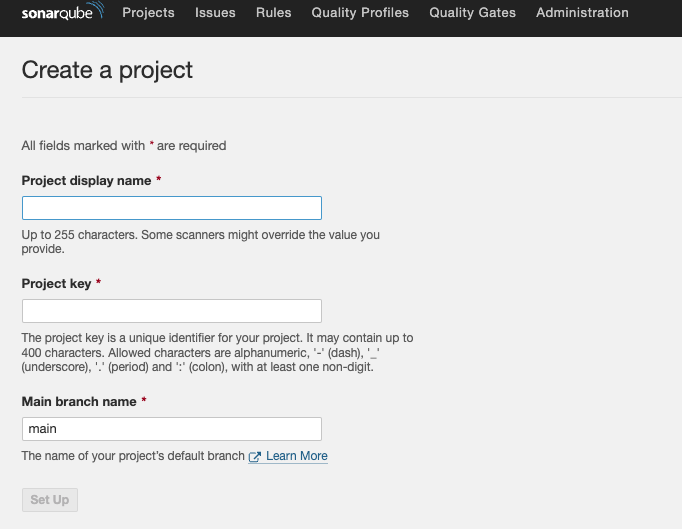 sonarqube Projects Issues Rules Quality Profiles Quality Gates Administration
Create a project
All fields marked with * are required
Project display name *
Up to 255 characters. Some scanners might override the value you
provide.
Project key *
The project key is a unique identifier for your project. It may contain up to
400 characters. Allowed characters are alphanumeric, '-' (dash), '_'
(underscore), '.' (period) and ':' (colon), with at least one non-digit.
Main branch name *
main
The name of your project's default branch Learn More
Set Up